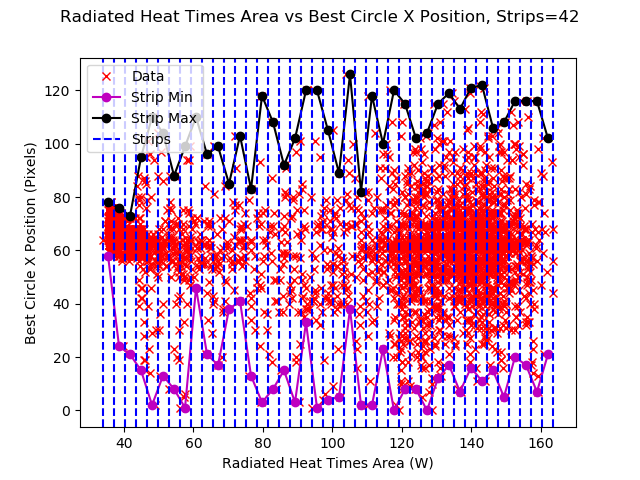 Radiated Heat Times Area vs Best Circle X Position, Strips=42
Data
Strip Min
Strip Max
Strips
Best Circle X Position (Pixels)
120
100
80
60
40
20
0
40
60
80
100
120
140
160
Radiated Heat Times Area (W)